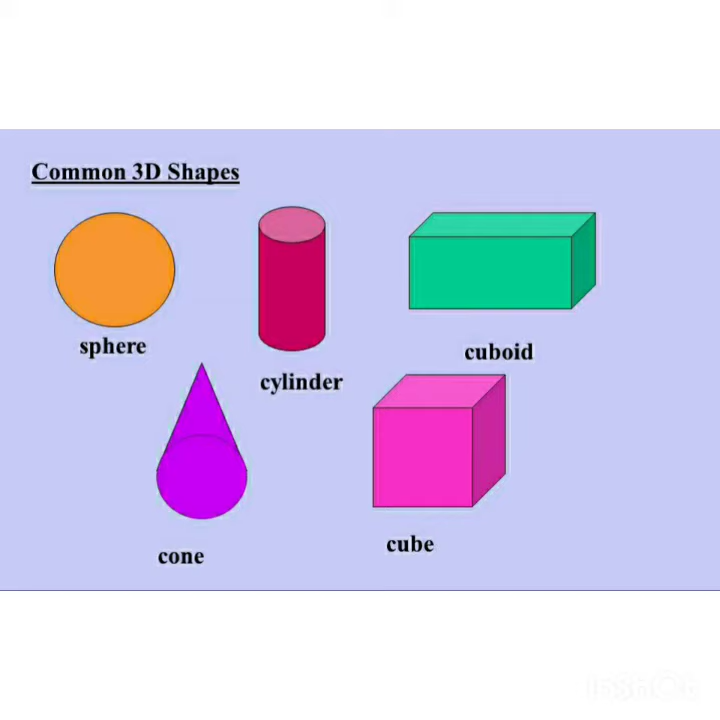 Common 3D Shapes
sphere
cylinder
cuboid
cone
cube